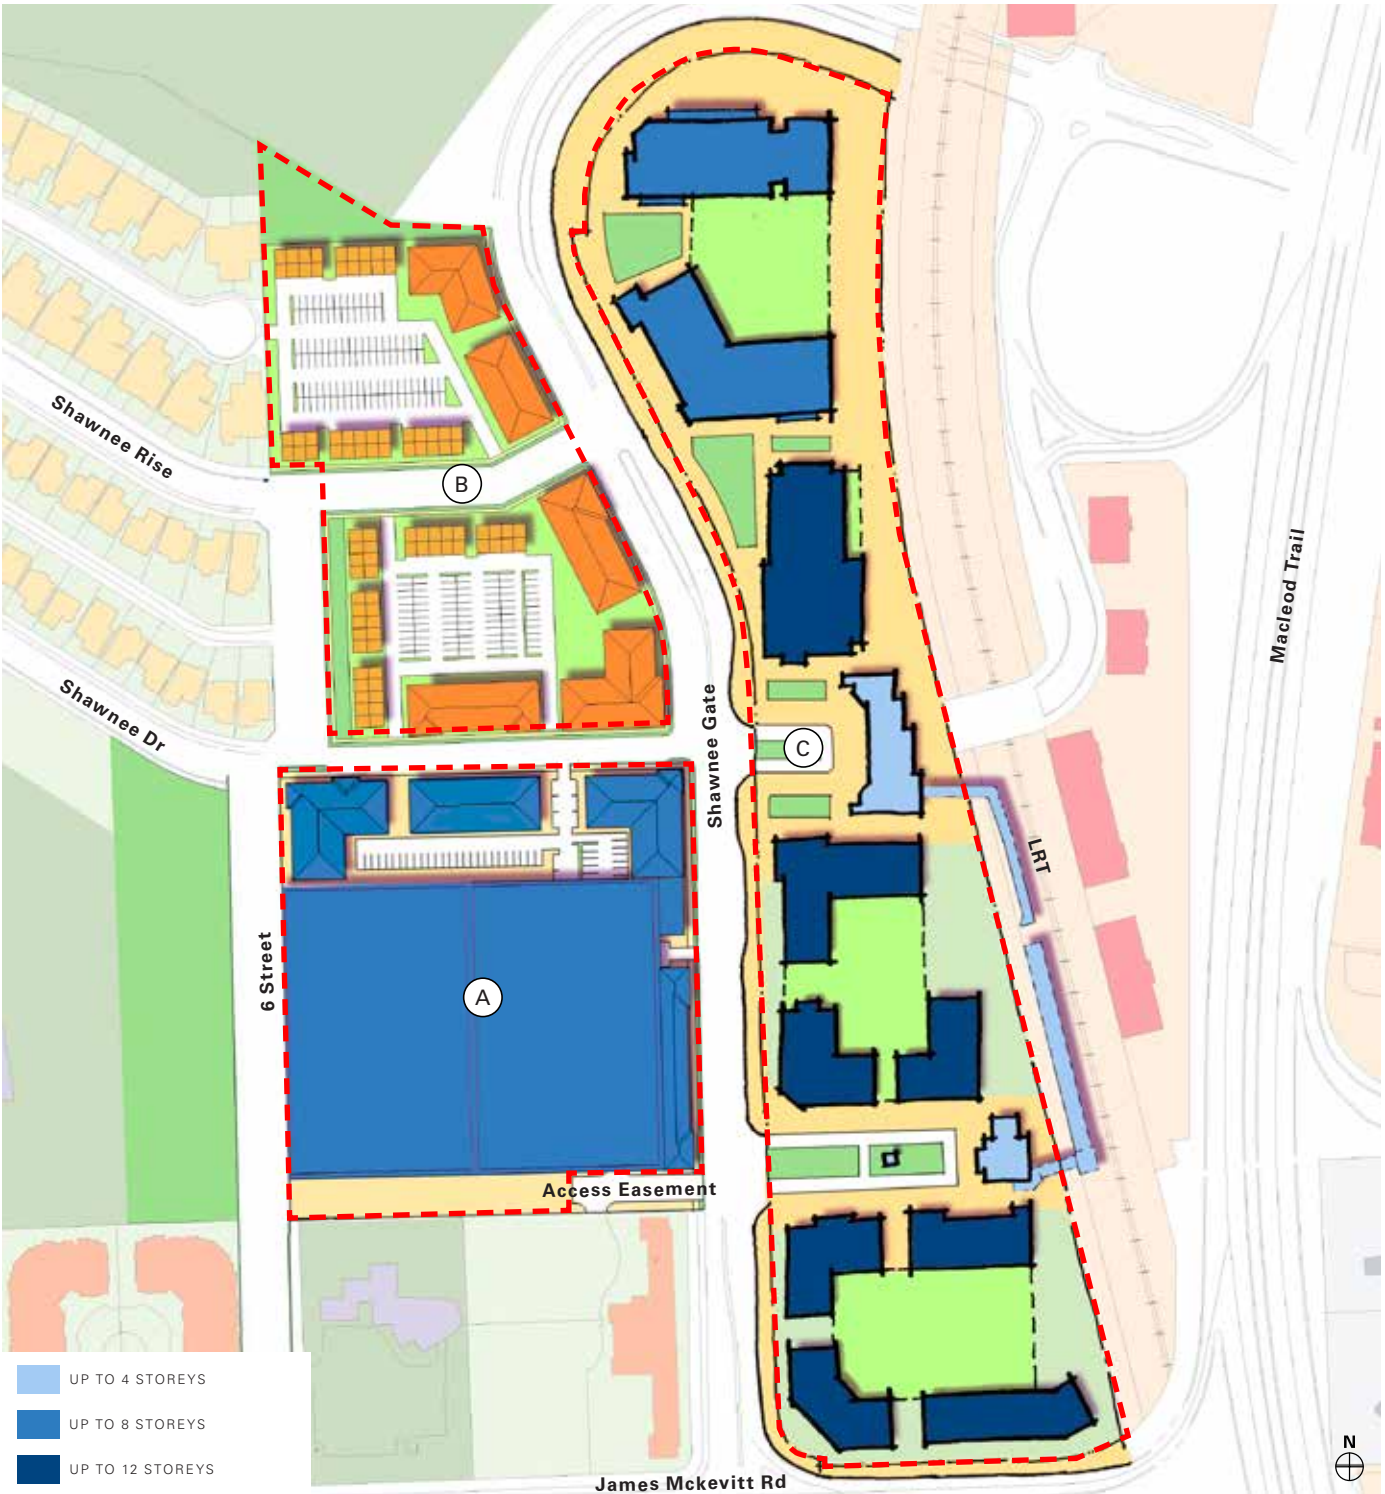 Shawnee Rise
B
Shawnee Dr
Macleod Trail
Shawnee Gate
C
LRT
6 Street
A
Access Easement
UP TO 4 STOREYS
UP TO 8 STOREYS
UP TO 12 STOREYS
James Mckevitt Rd
N